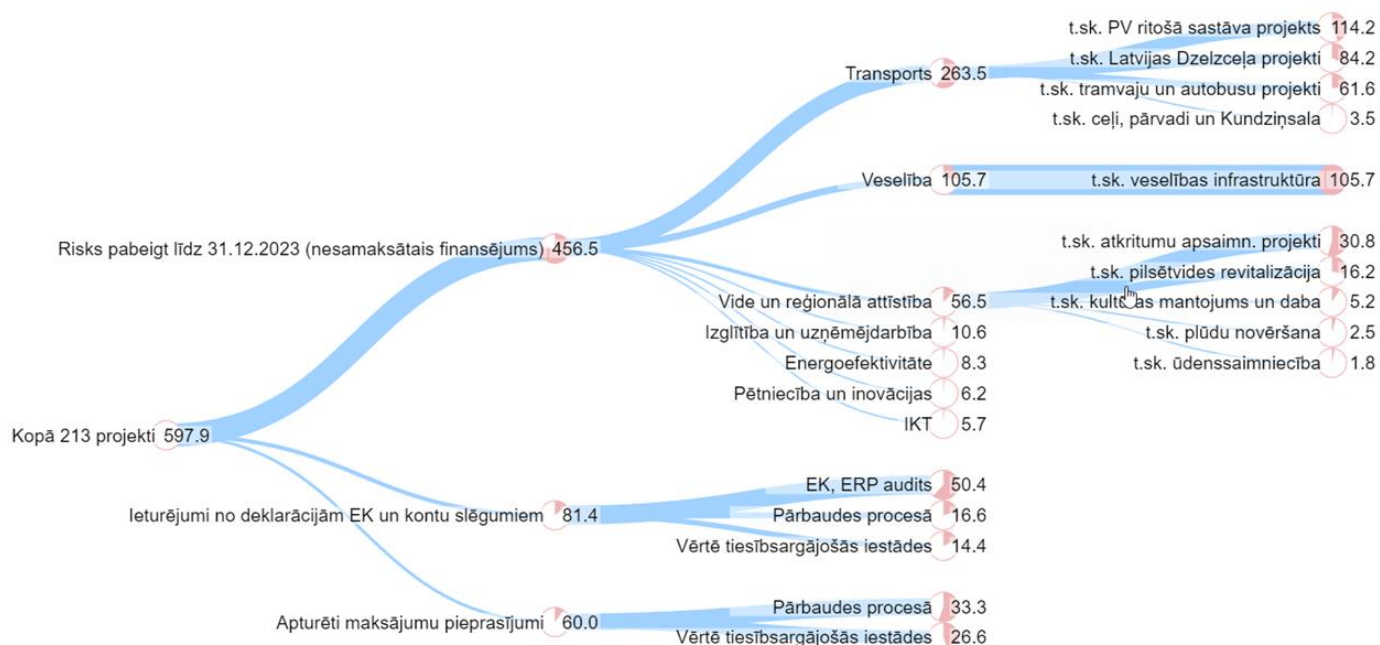 t.sk. PV ritošā sastāva projekts 114.2
Transports 263.5
t.sk. Latvijas Dzelzceļa projekti 84.2
t.sk. tramvaju un autobusu projekti 61.6
t.sk. ceļi, pārvadi un Kundziņsala 3.5
Veselība 105.7
t.sk. veselības infrastruktūra 105.7
Risks pabeigt līdz 31.12.2023 (nesamaksātais finansējums) 456.5
t.sk. atkritumu apsaimn. projekti 30.8
t.sk. pilsētvides revitalizācija 16.2
Vide un reģionālā attīstība 56.5
mantojums un daba 5.2
Izglītība un uzņēmējdarbība 10.6
t.sk. plūdu novēršana 2.5
Energoefektivitāte 8.3
t.sk. ūdenssaimniecība 1.8
Pētniecība un inovācijas 6.2
IKT 5.7
Kopā 213 projekti 597.9
EK, ERP audits 50.4
Ieturējumi no deklarācijām EK un kontu slēgumiem 81.4
Pārbaudes procesā 16.6
Vērtē tiesībsargājošās iestādes 14.4
Pārbaudes procesā 33.3
Apturēti maksājumu pieprasījumi 60.0
Vērtē tiesībsargājošās iestādes 26.6